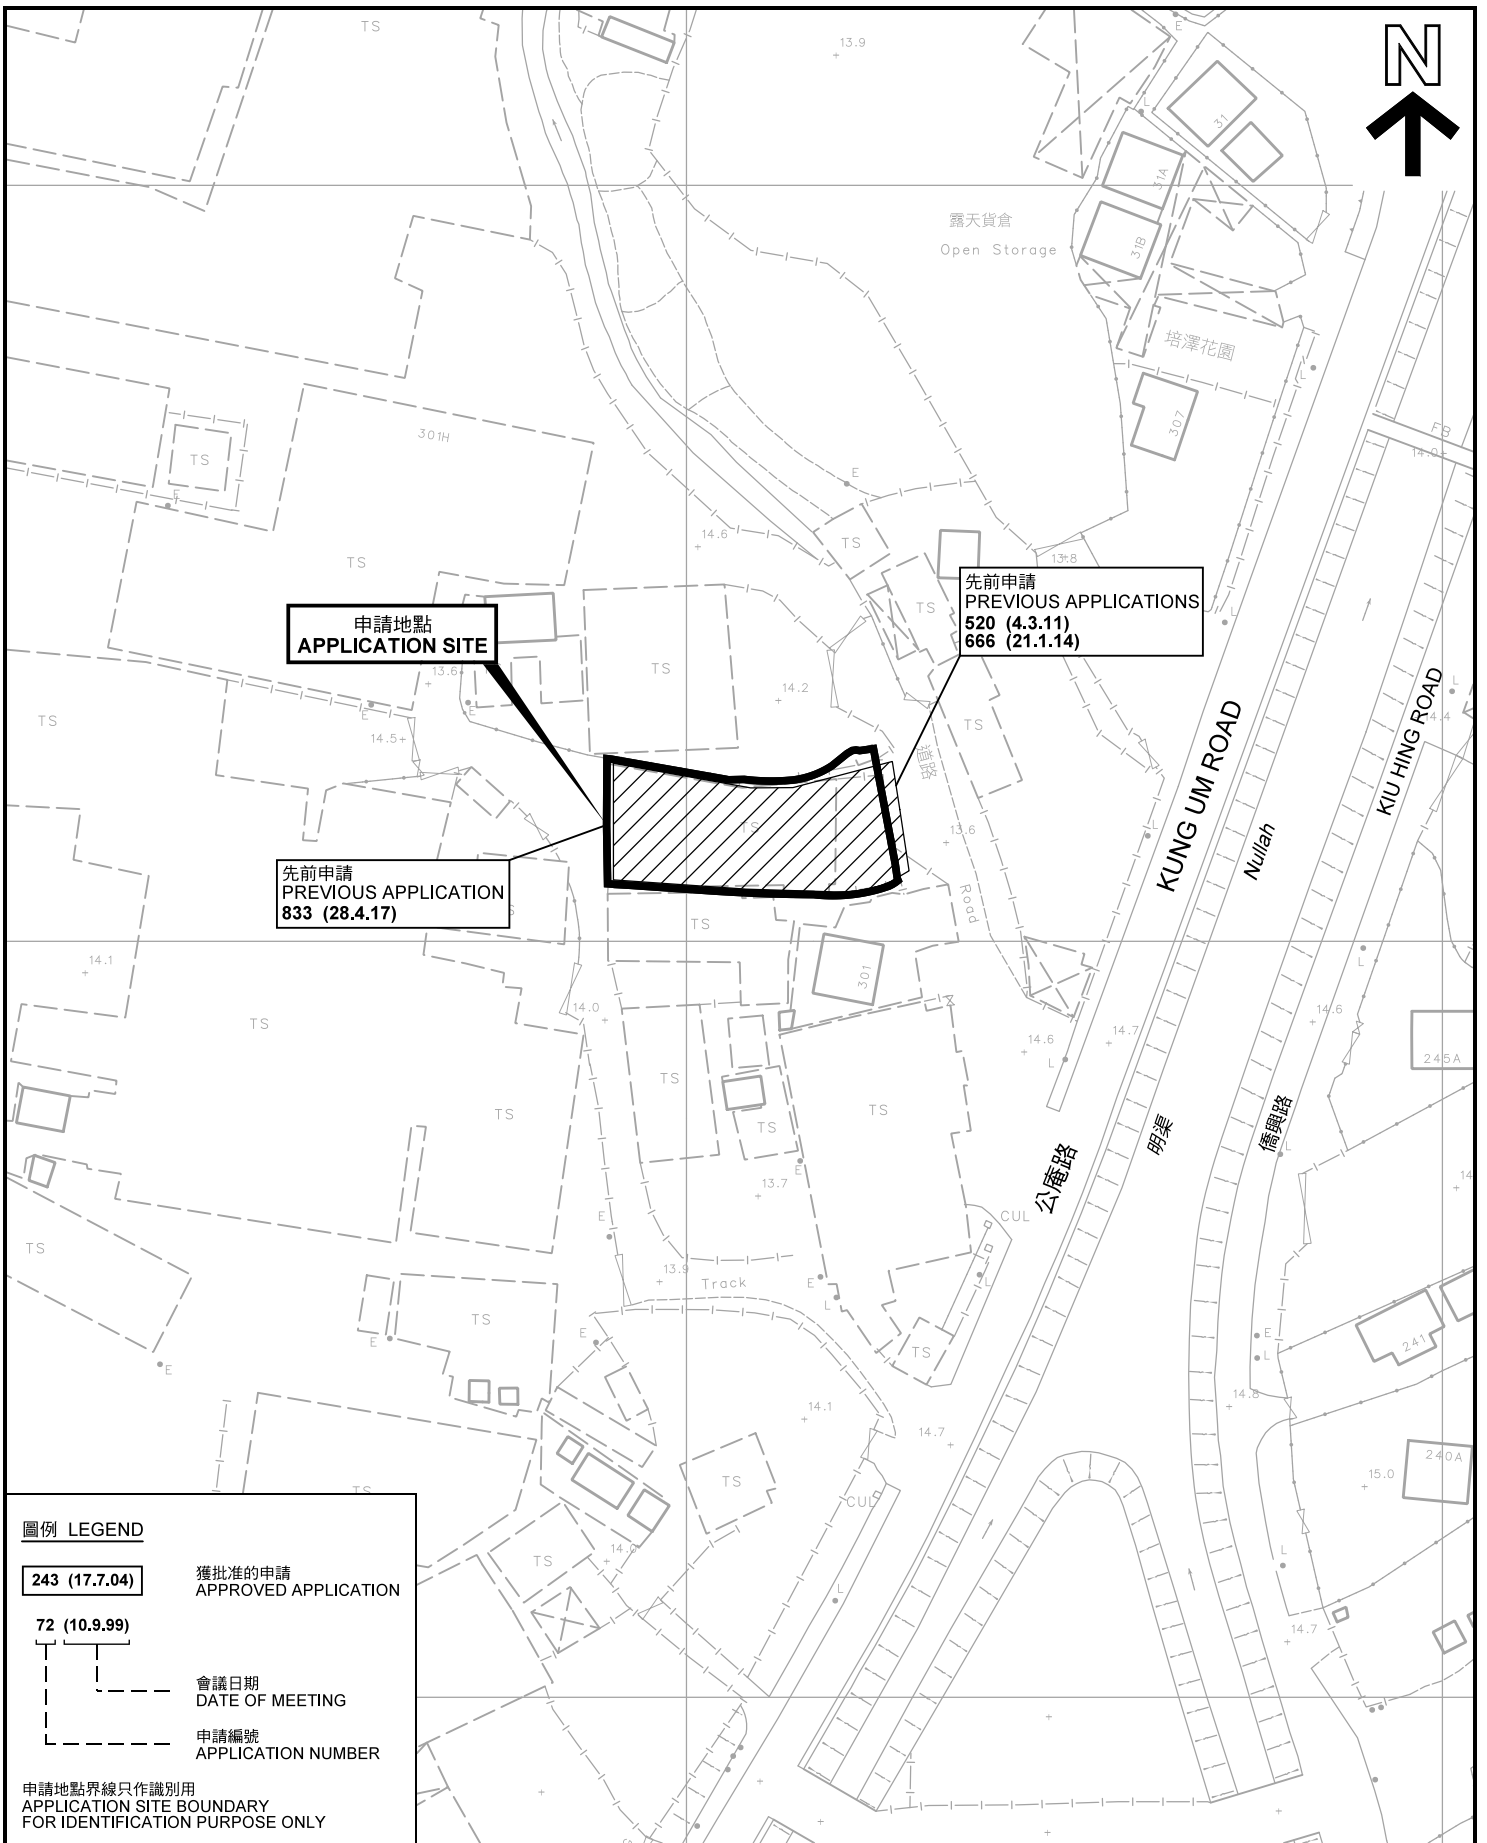 TS
13.9
E
N
31
L
31A
露天貨倉
Open Storage
31B
培澤花園
L
307
FB
14.0
301H
TS
E
E
14.6
TS
TS
13.8
先前申請
PREVIOUS APPLICATIONS
520 (4.3.11)
666 (21.1.14)
TS
L
申請地點
APPLICATION SITE
13.6
TS
14.2
KUNG UM ROAD
KIU HING ROAD
L
4.4
TS
E
E
14.5
TS
道路
Nullah
TS
13.6
L
先前申請
PREVIOUS APPLICATION
833 (28.4.17)
S
Road
TS
14.1
301
L
TS
14.0
14.6
14.7
14.6
L
245A
TS
TS
TS
TS
明渠
僑興路
L
公庵路
13.7
E
14
E
CUL
TS
13.9
Track
E
L
L
TS
E
E
TS
E
E
L
241
14.8
14.1
14.7
TS
240A
15.0
TS
CUL
TS
14.0
L
L
14.7
圖例 LEGEND
243 (17.7.04)
獲批准的申請
APPROVED APPLICATION
72 (10.9.99)
會議日期
DATE OF MEETING
申請編號
APPLICATION NUMBER
申請地點界線只作識別用
APPLICATION SITE BOUNDARY
FOR IDENTIFICATION PURPOSE ONLY